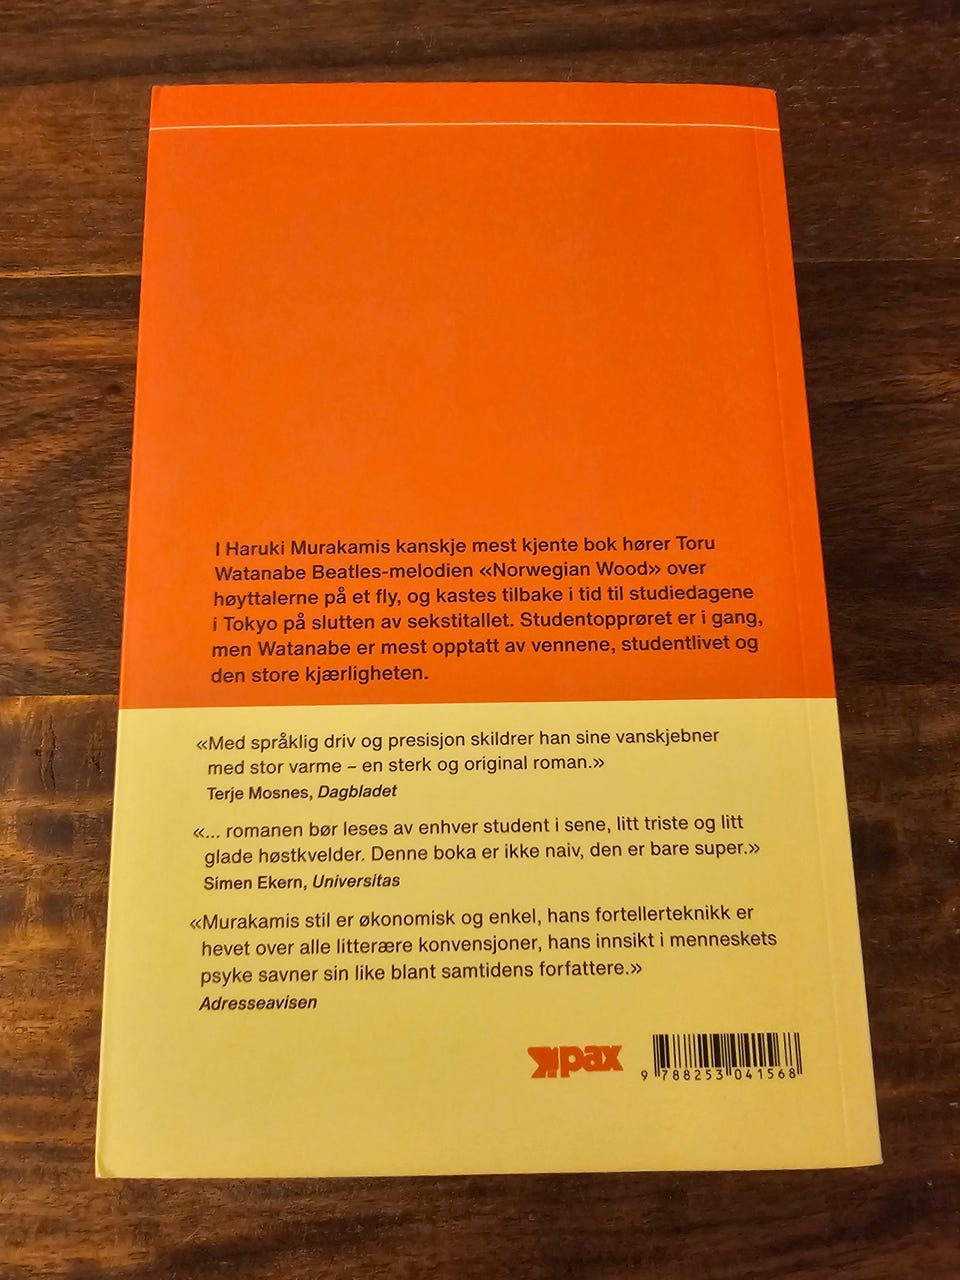 I Haruki Murakamis kanskje mest kjente bok hører Toru
Watanabe Beatles-melodien «Norwegian Wood» over
høyttalerne på et fly, og kastes tilbake i tid til studiedagene
i Tokyo på slutten av sekstitallet. Studentopprøret er i gang,
men Watanabe er mest opptatt av vennene, studentlivet og
den store kjærligheten.
«Med språklig driv og presisjon skildrer han sine vanskjebner
med stor varme – en sterk og original roman.»
Terje Mosnes, Dagbladet
«... romanen bør leses av enhver student i sene, litt triste og litt
glade høstkvelder. Denne boka er ikke naiv, den er bare super.»
Simen Ekern, Universitas
«Murakamis stil er økonomisk og enkel, hans fortellerteknikk er
hevet over alle litterære konvensjoner, hans innsikt i menneskets
psyke savner sin like blant samtidens forfattere.»
Adresseavisen
pax
9 788253 041568